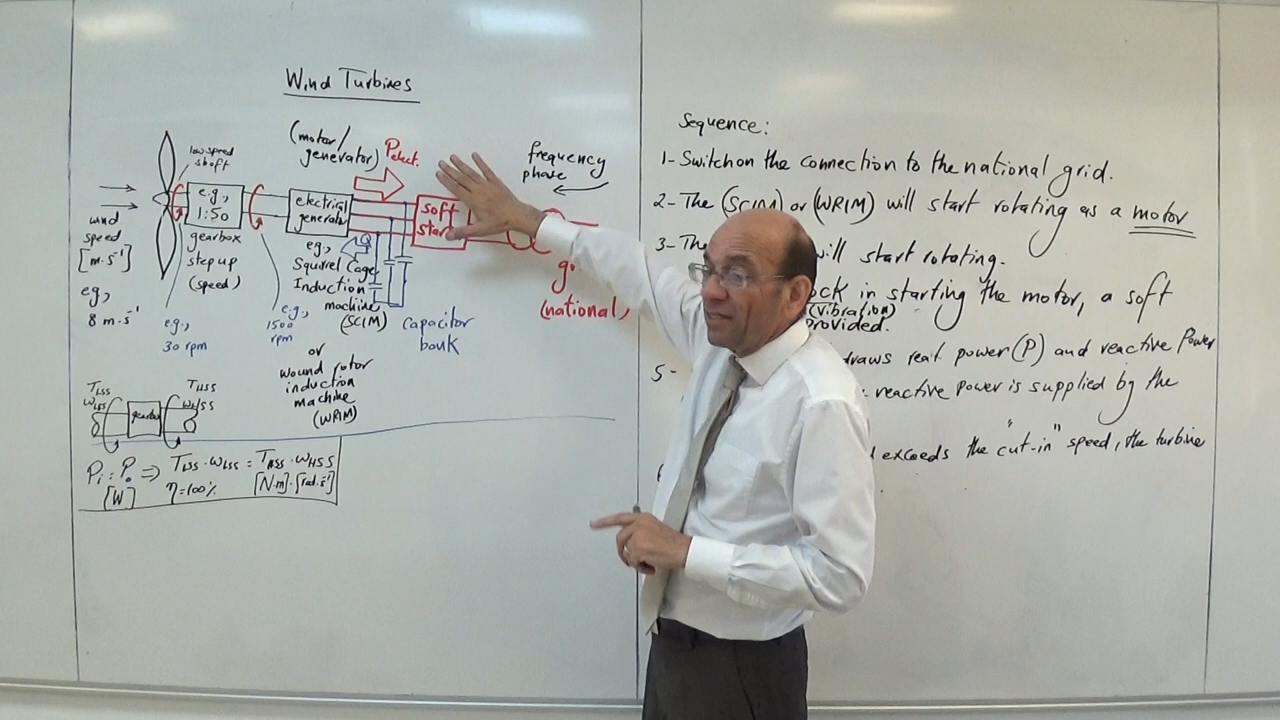 Wind Turbines
(motor/
generator)
Pelect.
frequency
phase
low speed
shaft
e.g.,
1:50
gearbox
step up
(speed)
wind
speed
[m.s⁻¹]
eg,
8 m.s⁻¹
electrical
generator
soft
star
eg.,
Squirrel Cage
Induction
machine
(SCIM)
or
wound rotor
induction
machine
(WRIM)
Q
capacitor
bank
g
(national)
e.g.,
30 rpm
e.g.,
1500
rpm
TLSS
ωLSS
gearbox
THSS
ωHSS
Pi = Po ⇒ TLSS.ωLSS = THSS.ωHSS
[W] η=100% [N.m].[rad.s⁻¹]
Sequence:
1- Switch on the connection to the national grid.
2- The (SCIM) or (WRIM) will start rotating as a motor
3- The will start rotating.
ock in starting the motor, a soft
(vibration)
provided.
5- draws real power (P) and reactive Power
reactive power is supplied by the
exceeds the "cut-in" speed, the turbine